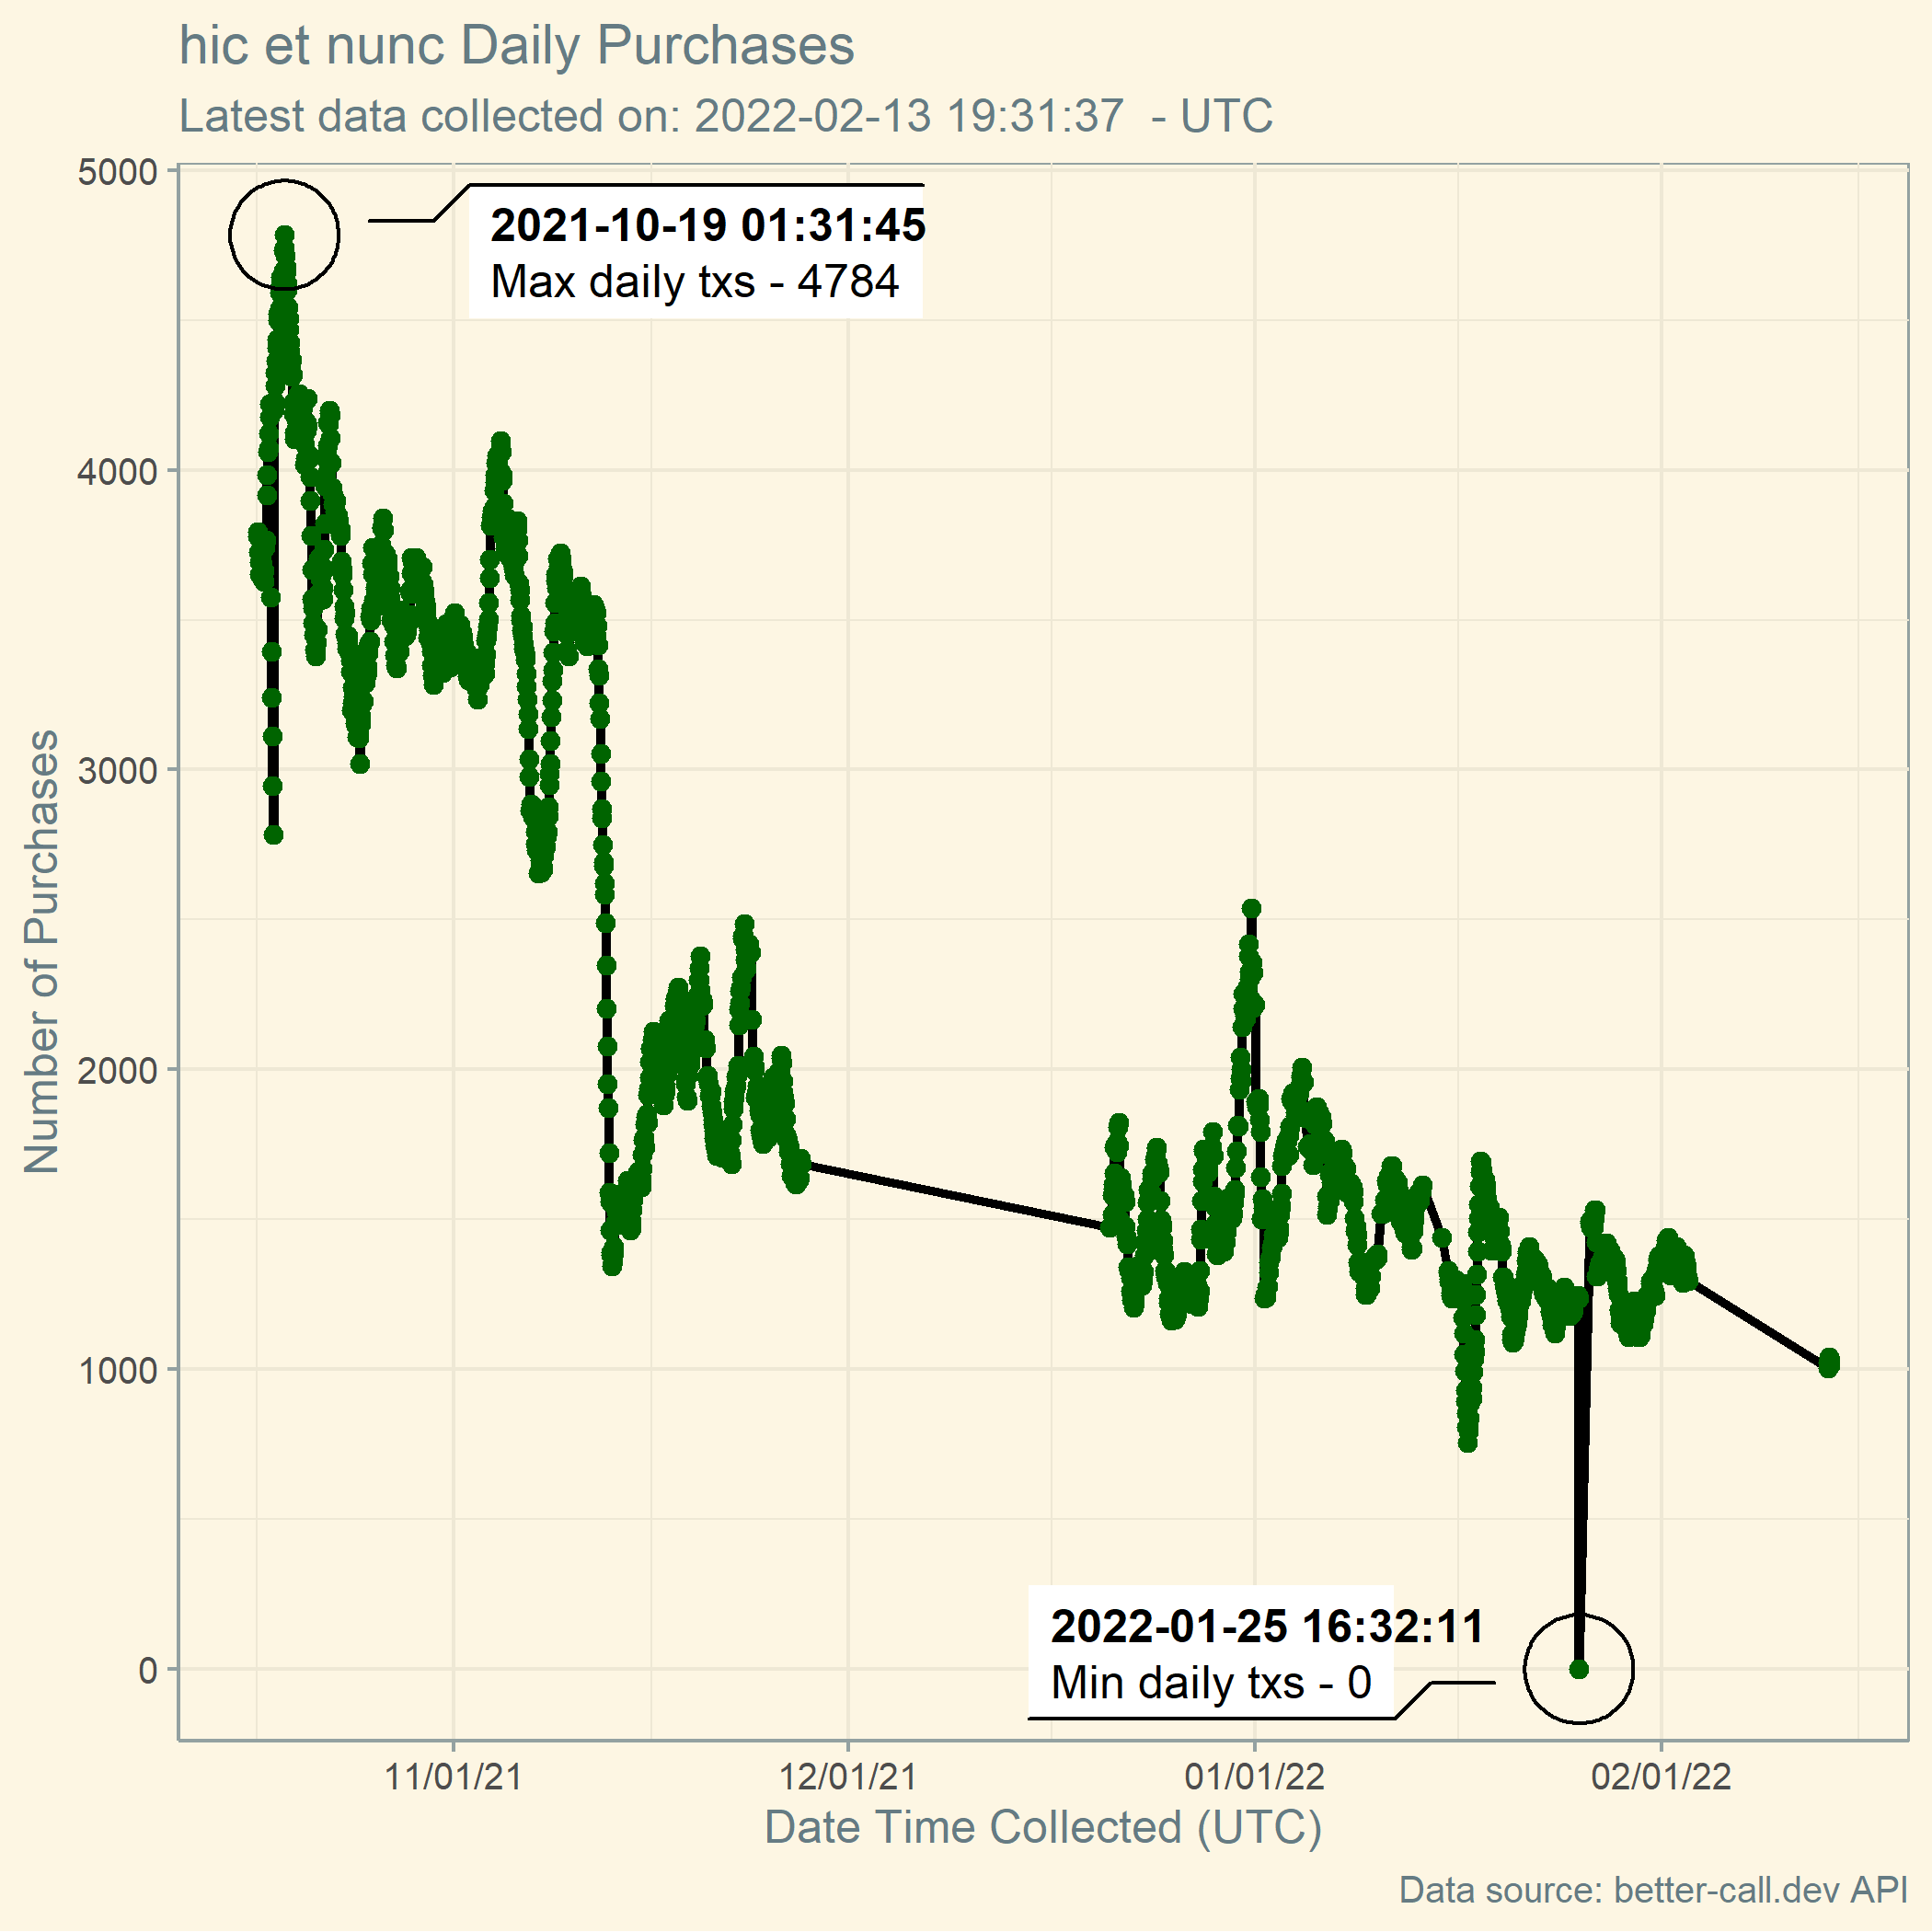 hic et nunc Daily Purchases
Latest data collected on: 2022-02-13 19:31:37  - UTC
5000
4000
3000
2000
1000
0
Number of Purchases
2021-10-19 01:31:45
Max daily txs - 4784
2022-01-25 16:32:11
Min daily txs - 0
11/01/21
12/01/21
01/01/22
02/01/22
Date Time Collected (UTC)
Data source: better-call.dev API